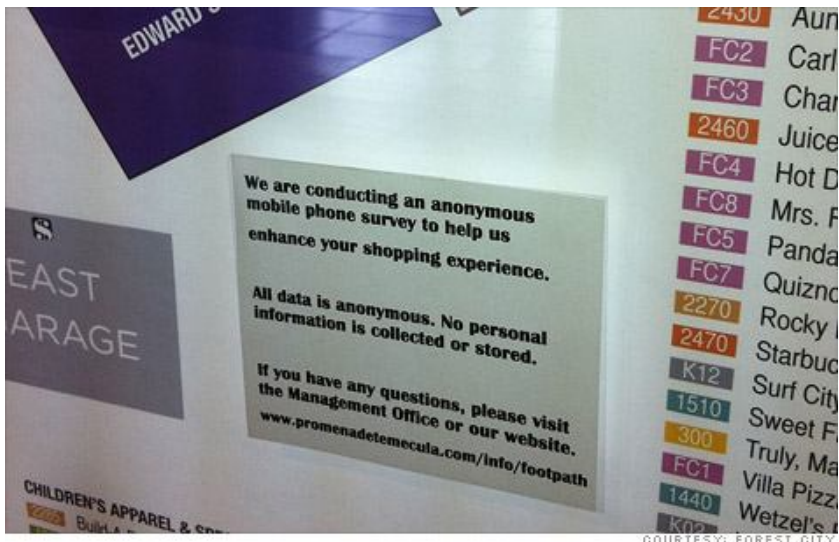 EDWARD
2430 Aun
FC2 Carl
FC3 Char
2460 Juice
FC4 Hot D
FC8 Mrs. F
FC5 Panda
FC7 Quizno
2270 Rocky
2470 Starbuc
K12 Surf City
1510 Sweet F
300 Truly, Ma
FC1 Villa Pizz
1440 Wetzel's
K02
We are conducting an anonymous
mobile phone survey to help us
enhance your shopping experience.
All data is anonymous. No personal
information is collected or stored.
If you have any questions, please visit
the Management Office or our website.
www.promenadetemecula.com/info/footpath
S
EAST
ARAGE
CHILDREN'S APPAREL & SPE
Build-A
COURTESY: FOREST CITY